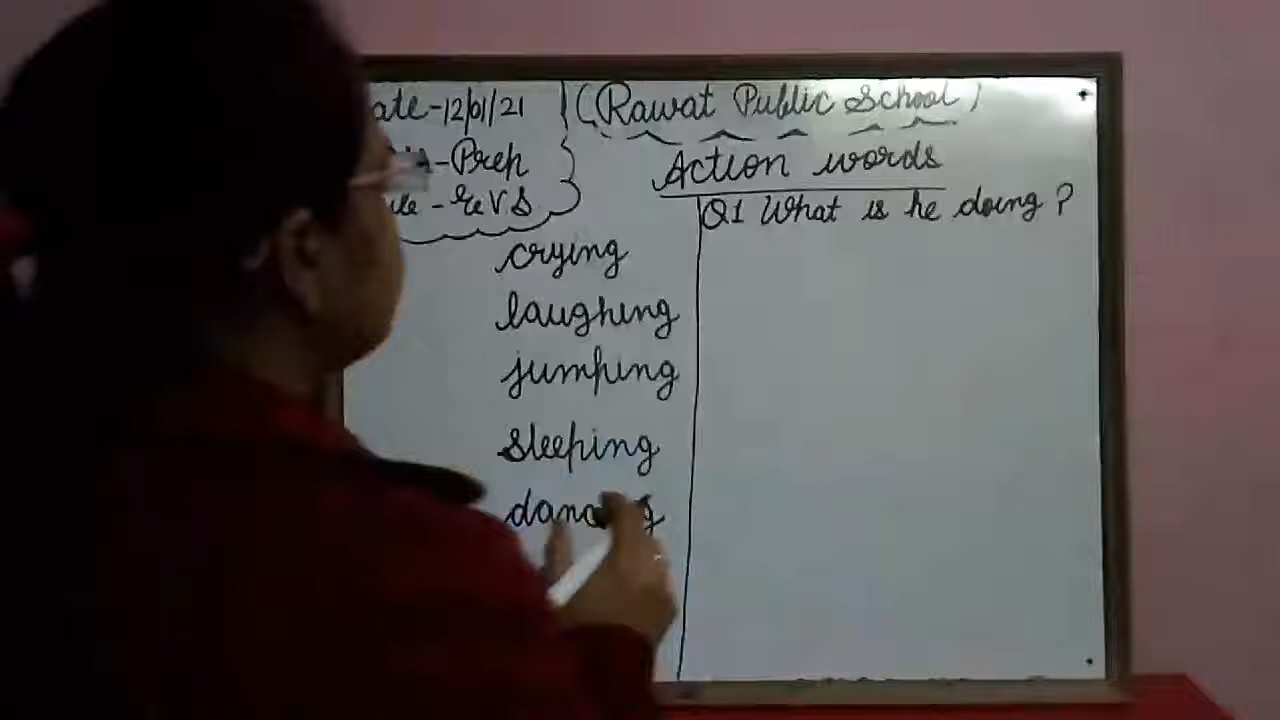 ate-12/01/21
(Rawat Public School)
-Prep
Action words
- EVS
Q1 What is he doing?
crying
laughing
jumping
sleeping